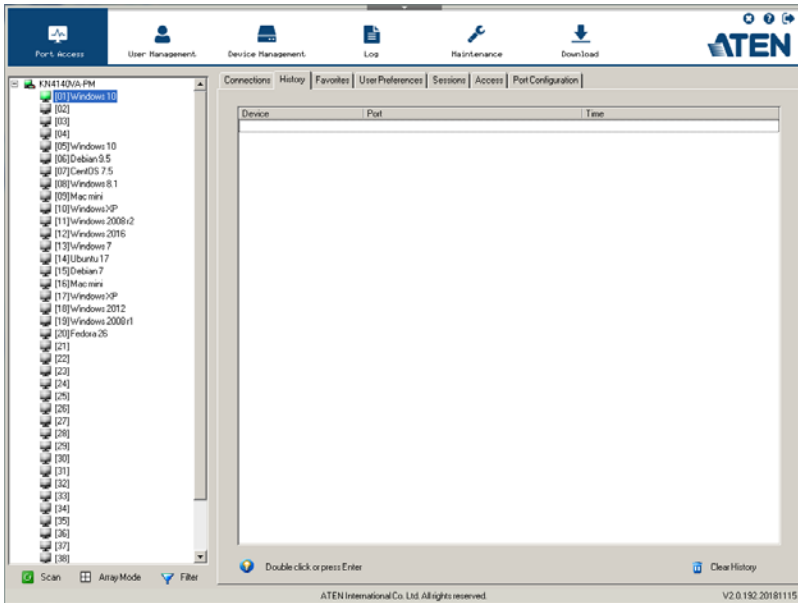 Port Access
User Management
Device Management
Log
Maintenance
Download
ATEN
KN4140VA-PM
[01]Windows 10
[02]
[03]
[04]
[05]Windows 10
[06]Debian 9.5
[07]CentOS 7.5
[08]Windows 8.1
[09]Mac mini
[10]Windows XP
[11]Windows 2008 r2
[12]Windows 2016
[13]Windows 7
[14]Ubuntu 17
[15]Debian 7
[16]Mac mini
[17]Windows XP
[18]Windows 2012
[19]Windows 2008 r1
[20]Fedora 26
[21]
[22]
[23]
[24]
[25]
[26]
[27]
[28]
[29]
[30]
[31]
[32]
[33]
[34]
[35]
[36]
[37]
[38]
Scan Array Mode Filter
Connections History Favorites User Preferences Sessions Access Port Configuration
Device Port Time
Double click or press Enter
Clear History
ATEN International Co. Ltd. All rights reserved.
V2.0.192.20181115